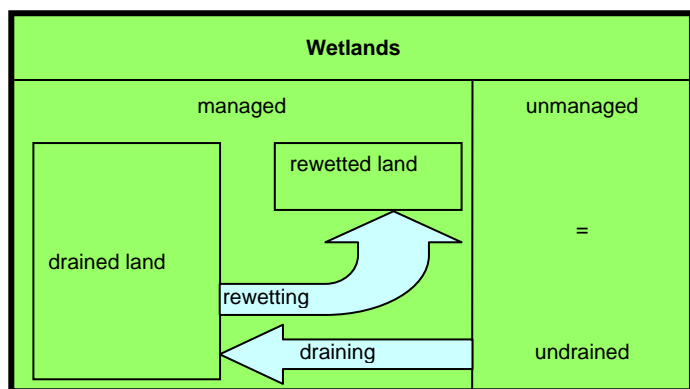 Wetlands
managed
unmanaged
rewetted land
drained land
=
rewetting
draining
undrained